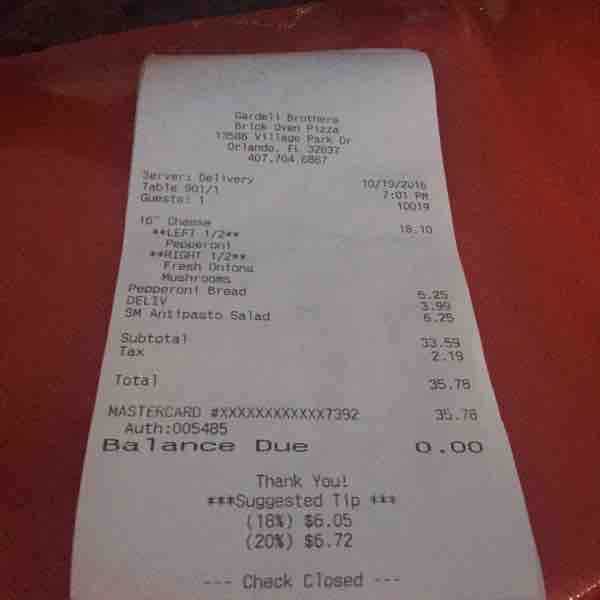 Gardeli Brothers
Brick Oven Pizza
13586 Village Park Dr
Orlando, FL 32837
407.704.6867
Server: Delivery 10/19/2016
Table 901/1 7:01 PM
Guests: 1 10019
16" Cheese 18.10
**LEFT 1/2**
Pepperoni
**RIGHT 1/2**
Fresh Onions
Mushrooms
Pepperoni Bread 5.25
DELIV 3.99
SM Antipasto Salad 6.25
Subtotal 33.59
Tax 2.19
Total 35.78
MASTERCARD #XXXXXXXXXXXX7392 35.78
Auth:005485
Balance Due 0.00
Thank You!
***Suggested Tip ***
(18%) $6.05
(20%) $6.72
--- Check Closed ---